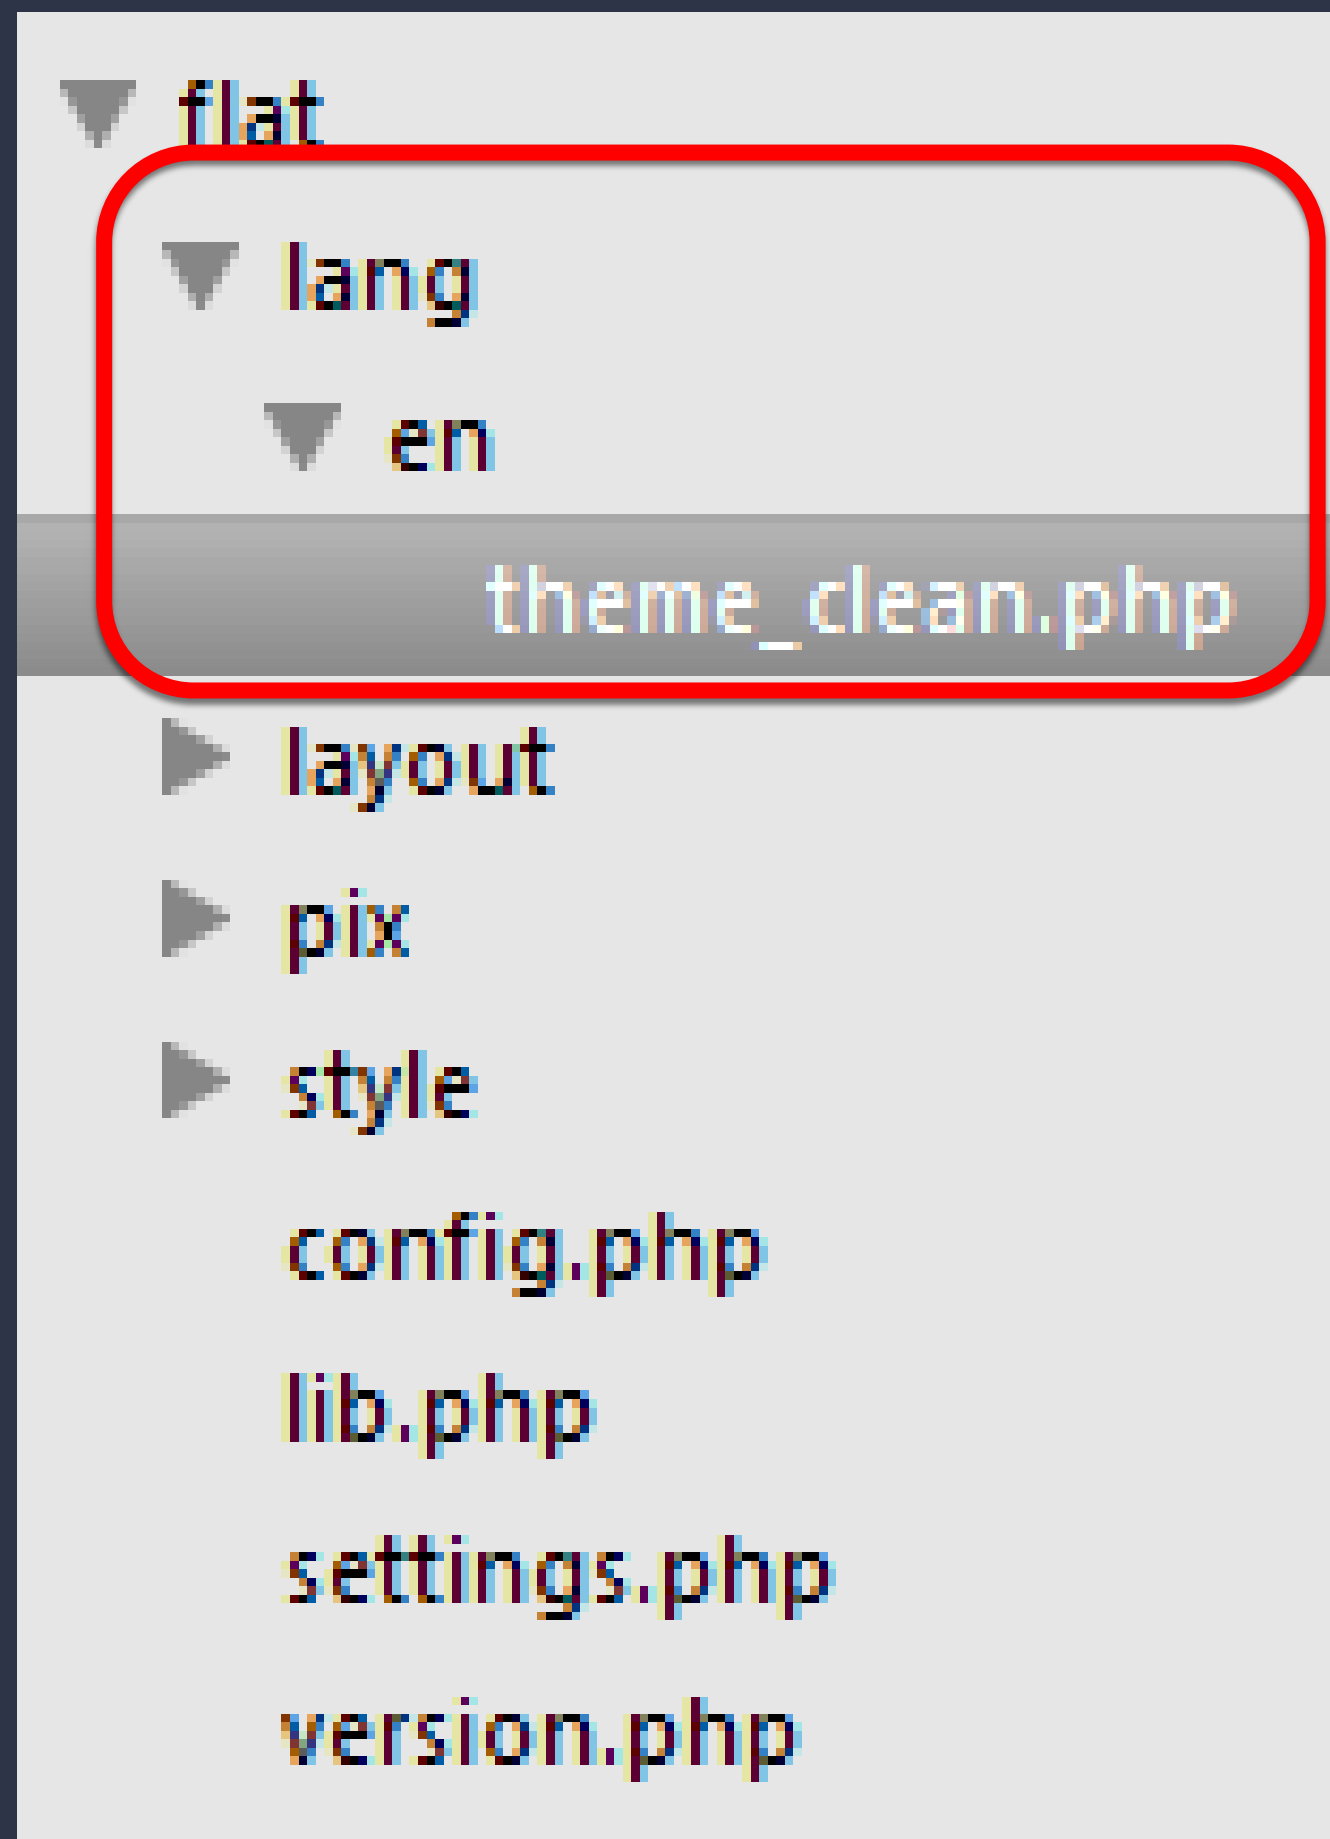 flat
lang
en
theme_clean.php
layout
pix
style
config.php
lib.php
settings.php
version.php